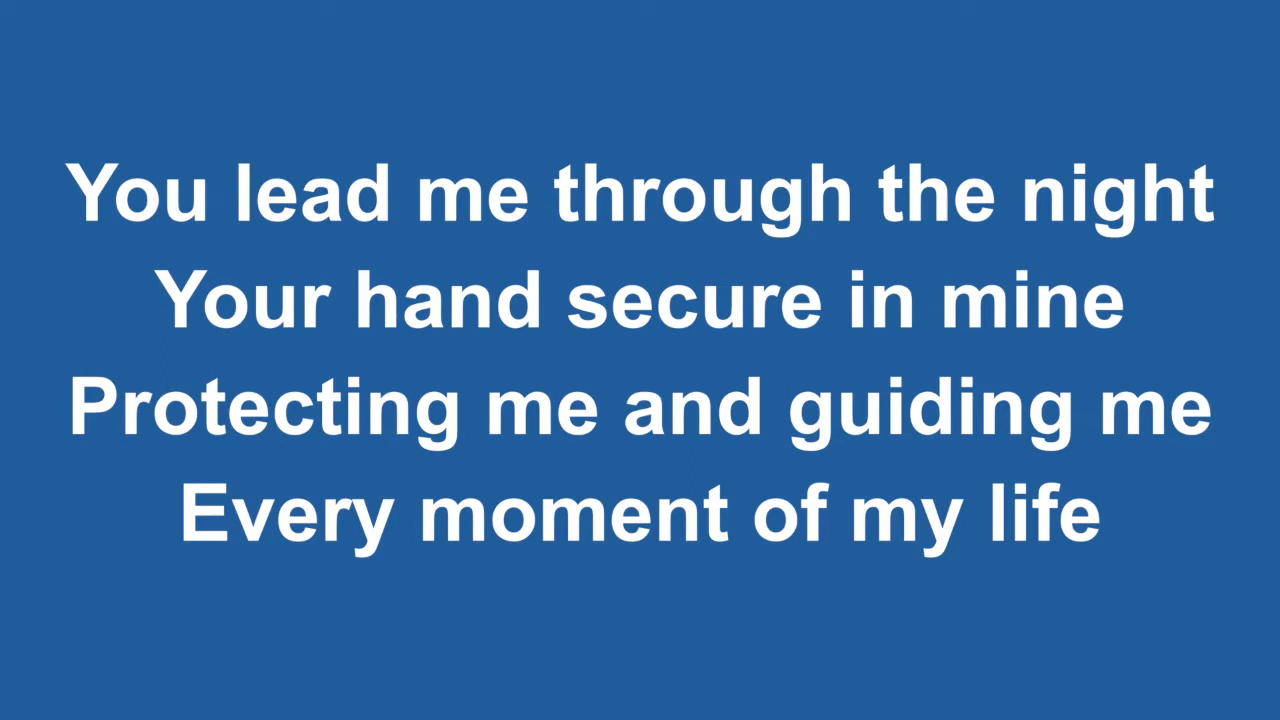 You lead me through the night
Your hand secure in mine
Protecting me and guiding me
Every moment of my life